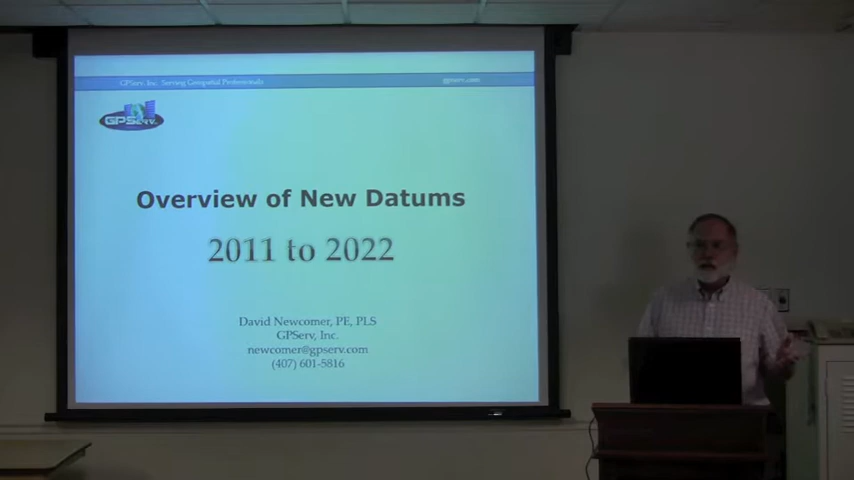 GPServ, Inc. Serving Geospatial Professionals
gpserv.com
GPServ
Overview of New Datums
2011 to 2022
David Newcomer, PE, PLS
GPServ, Inc.
newcomer@gpserv.com
(407) 601-5816